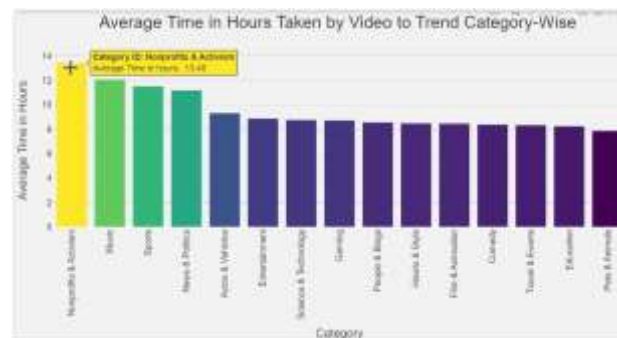 Average Time in Hours Taken by Video to Trend Category-Wise
Category ID: Nonprofits & Activism
Average Time in hours: 13.48
Average Time in Hours
14
12
10
8
6
4
2
0
Nonprofits & Activism
Music
Sports
News & Politics
Autos & Vehicles
Entertainment
Science & Technology
Gaming
People & Blogs
Howto & Style
Film & Animation
Comedy
Travel & Events
Education
Pets & Animals
Category